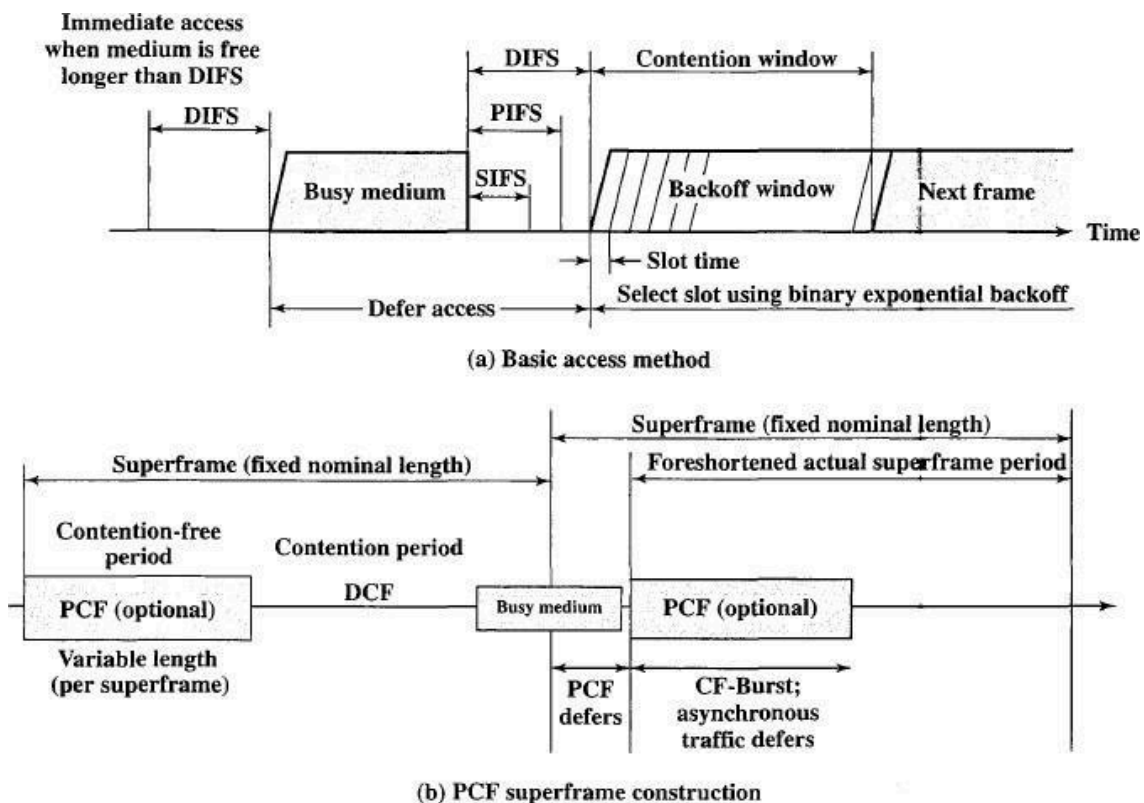 Immediate access
when medium is free
longer than DIFS
DIFS
DIFS
Contention window
PIFS
SIFS
Busy medium
Backoff window
Next frame
Time
Slot time
Defer access
Select slot using binary exponential backoff
(a) Basic access method
Superframe (fixed nominal length)
Superframe (fixed nominal length)
Foreshortened actual superframe period
Contention-free
period
Contention period
PCF (optional)
DCF
Busy medium
PCF (optional)
Variable length
(per superframe)
PCF
defers
CF-Burst;
asynchronous
traffic defers
(b) PCF superframe construction